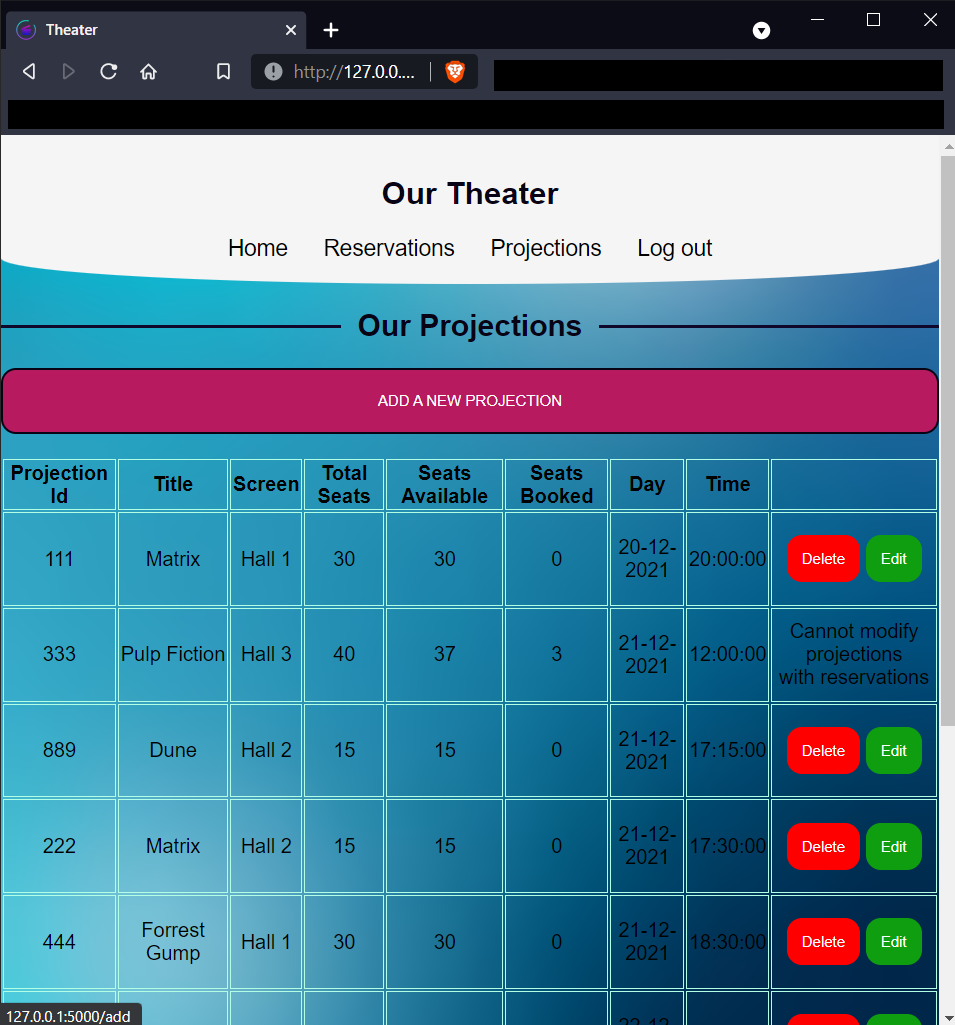 Theater
http://127.0.0....
Our Theater
Home Reservations Projections Log out
Our Projections
ADD A NEW PROJECTION
Projection Id Title Screen Total Seats Seats Available Seats Booked Day Time
111 Matrix Hall 1 30 30 0 20-12-2021 20:00:00 Delete Edit
333 Pulp Fiction Hall 3 40 37 3 21-12-2021 12:00:00 Cannot modify projections with reservations
889 Dune Hall 2 15 15 0 21-12-2021 17:15:00 Delete Edit
222 Matrix Hall 2 15 15 0 21-12-2021 17:30:00 Delete Edit
444 Forrest Gump Hall 1 30 30 0 21-12-2021 18:30:00 Delete Edit
127.0.0.1:5000/add